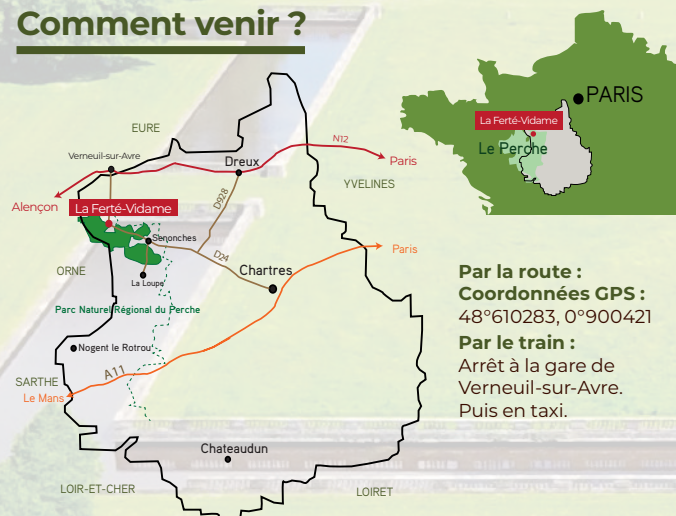 Comment venir ?
EURE
Verneuil-sur-Avre
Dreux
N12
Paris
YVELINES
Alençon
La Ferté-Vidame
D928
Senonches
D24
ORNE
La Loupe
Chartres
Paris
Parc Naturel Régional du Perche
Nogent le Rotrou
A11
SARTHE
Le Mans
Chateaudun
LOIR-ET-CHER
LOIRET
PARIS
La Ferté-Vidame
Le Perche
Par la route :
Coordonnées GPS :
48°610283, 0°900421
Par le train :
Arrêt à la gare de
Verneuil-sur-Avre.
Puis en taxi.